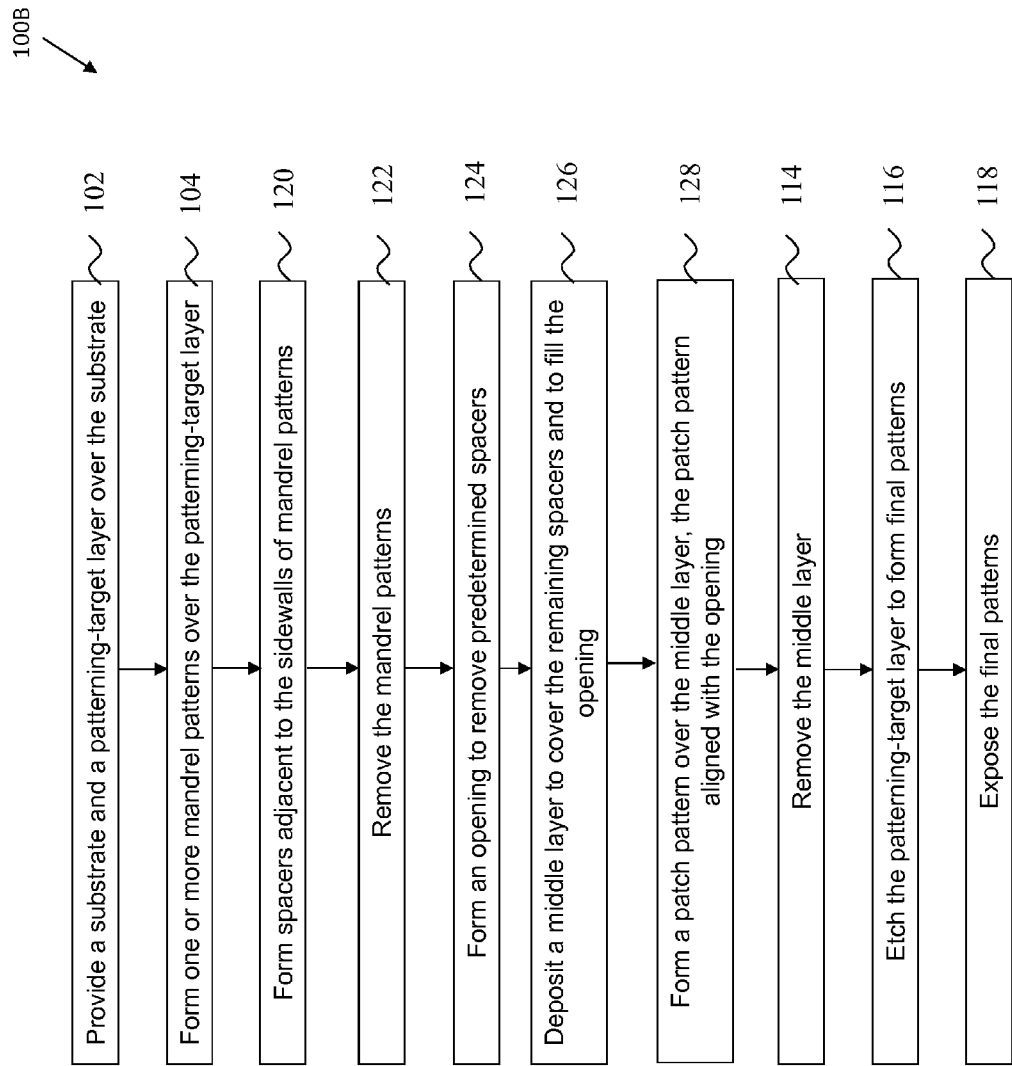 100B
Provide a substrate and a patterning-target layer over the substrate
102
Form one or more mandrel patterns over the patterning-target layer
104
Form spacers adjacent to the sidewalls of mandrel patterns
120
Remove the mandrel patterns
122
Form an opening to remove predetermined spacers
124
Deposit a middle layer to cover the remaining spacers and to fill the
opening
126
Form a patch pattern over the middle layer, the patch pattern
aligned with the opening
128
Remove the middle layer
114
Etch the patterning-target layer to form final patterns
116
Expose the final patterns
118